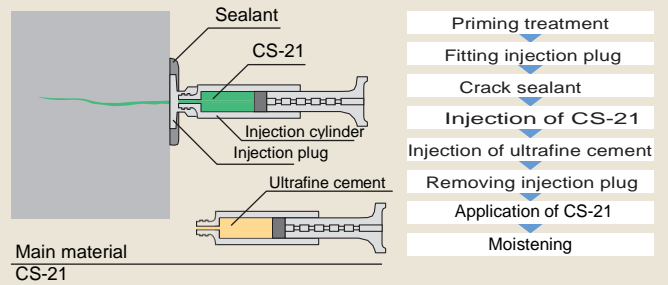 Sealant
CS-21
Injection cylinder
Injection plug
Ultrafine cement
Main material
CS-21
Priming treatment
Fitting injection plug
Crack sealant
Injection of CS-21
Injection of ultrafine cement
Removing injection plug
Application of CS-21
Moistening